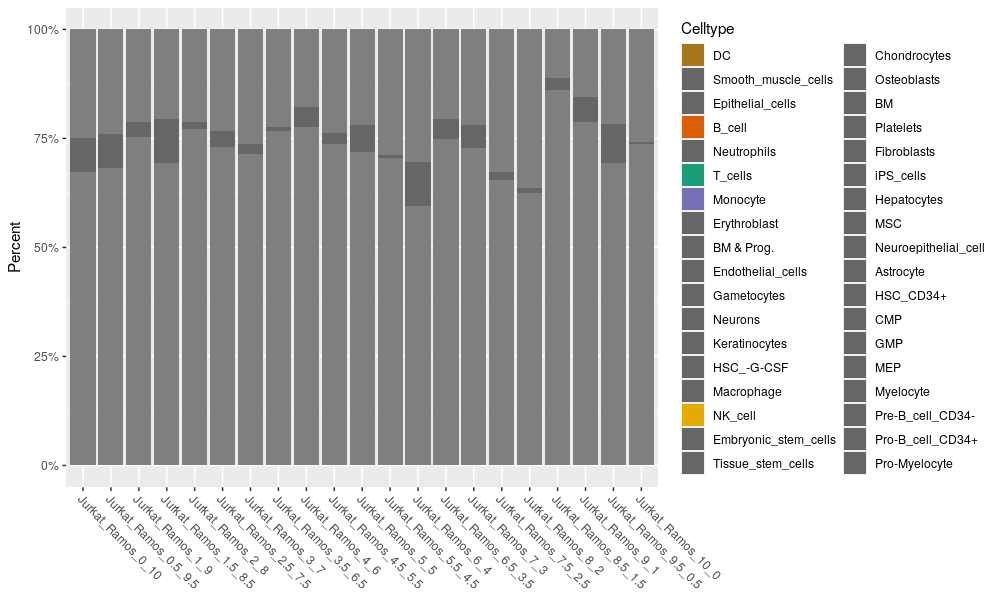 Celltype
DC
Smooth_muscle_cells
Epithelial_cells
B_cell
Neutrophils
T_cells
Monocyte
Erythroblast
BM & Prog.
Endothelial_cells
Gametocytes
Neurons
Keratinocytes
HSC_-G-CSF
Macrophage
NK_cell
Embryonic_stem_cells
Tissue_stem_cells
Chondrocytes
Osteoblasts
BM
Platelets
Fibroblasts
iPS_cells
Hepatocytes
MSC
Neuroepithelial_cell
Astrocyte
HSC_CD34+
CMP
GMP
MEP
Myelocyte
Pre-B_cell_CD34-
Pro-B_cell_CD34+
Pro-Myelocyte
Percent
100%
75%
50%
25%
0%
Jurkat_Ramos_0_10
Jurkat_Ramos_0.5_9.5
Jurkat_Ramos_1_9
Jurkat_Ramos_1.5_8.5
Jurkat_Ramos_2_8
Jurkat_Ramos_2.5_7.5
Jurkat_Ramos_3_7
Jurkat_Ramos_3.5_6.5
Jurkat_Ramos_4_6
Jurkat_Ramos_4.5_5.5
Jurkat_Ramos_5_5
Jurkat_Ramos_5.5_4.5
Jurkat_Ramos_6_4
Jurkat_Ramos_6.5_3.5
Jurkat_Ramos_7_3
Jurkat_Ramos_7.5_2.5
Jurkat_Ramos_8_2
Jurkat_Ramos_8.5_1.5
Jurkat_Ramos_9_1
Jurkat_Ramos_9.5_0.5
Jurkat_Ramos_10_0